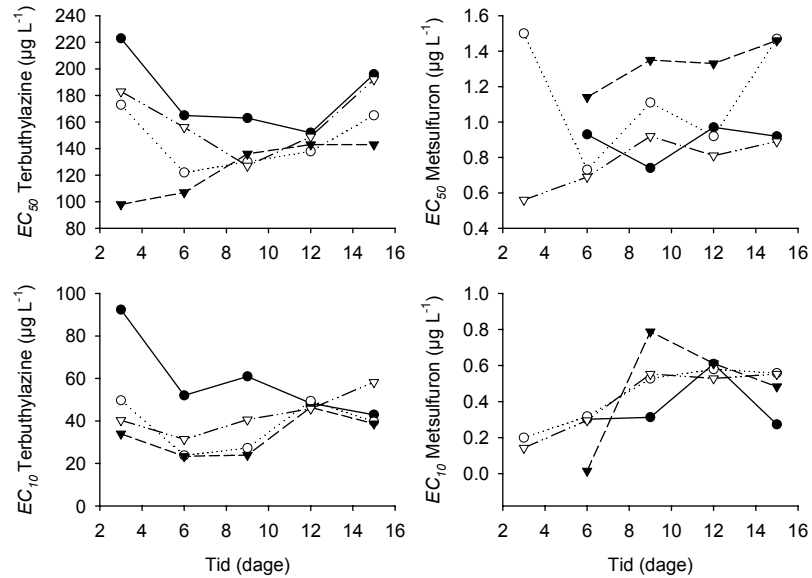 EC50 Terbuthylazine (µg L-1)
240
220
200
180
160
140
120
100
80
2 4 6 8 10 12 14 16
EC50 Metsulfuron (µg L-1)
1.6
1.4
1.2
1.0
0.8
0.6
0.4
2 4 6 8 10 12 14 16
EC10 Terbuthylazine (µg L-1)
100
80
60
40
20
0
2 4 6 8 10 12 14 16
Tid (dage)
EC10 Metsulfuron (µg L-1)
1.0
0.8
0.6
0.4
0.2
0.0
2 4 6 8 10 12 14 16
Tid (dage)